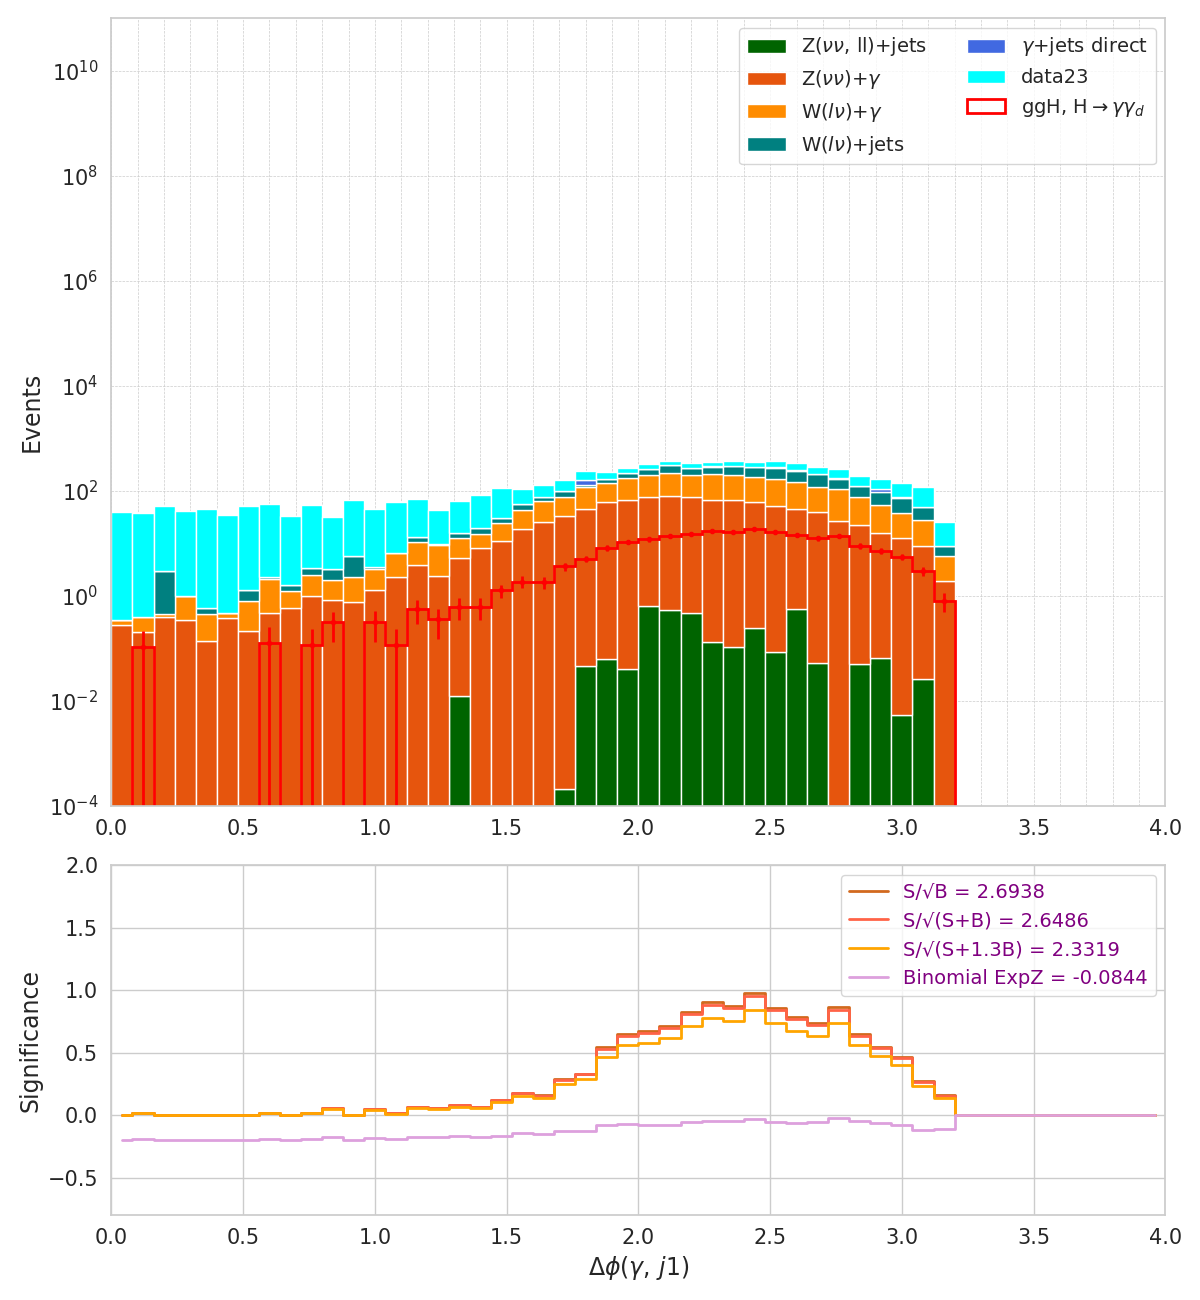 Z(νν, ll)+jets
Z(νν)+γ
W(lν)+γ
W(lν)+jets
γ+jets direct
data23
ggH, H → γγ_d
Events
10^10
10^8
10^6
10^4
10^2
10^0
10^−2
10^−4
0.0 0.5 1.0 1.5 2.0 2.5 3.0 3.5 4.0
S/√B = 2.6938
S/√(S+B) = 2.6486
S/√(S+1.3B) = 2.3319
Binomial ExpZ = -0.0844
Significance
2.0
1.5
1.0
0.5
0.0
−0.5
0.0 0.5 1.0 1.5 2.0 2.5 3.0 3.5 4.0
Δϕ(γ, j1)